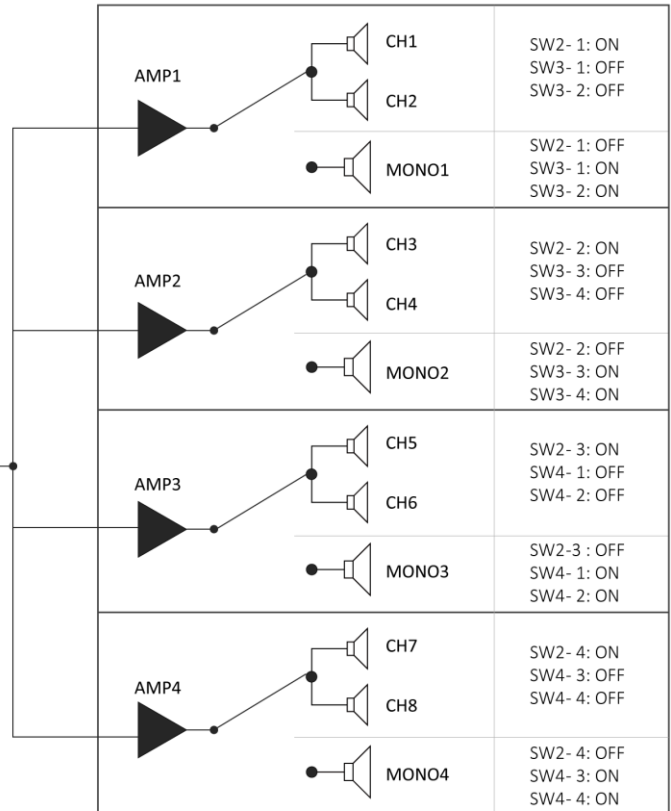 AMP1
CH1
CH2
SW2- 1: ON
SW3- 1: OFF
SW3- 2: OFF
MONO1
SW2- 1: OFF
SW3- 1: ON
SW3- 2: ON
AMP2
CH3
CH4
SW2- 2: ON
SW3- 3: OFF
SW3- 4: OFF
MONO2
SW2- 2: OFF
SW3- 3: ON
SW3- 4: ON
AMP3
CH5
CH6
SW2- 3: ON
SW4- 1: OFF
SW4- 2: OFF
MONO3
SW2-3 : OFF
SW4- 1: ON
SW4- 2: ON
AMP4
CH7
CH8
SW2- 4: ON
SW4- 3: OFF
SW4- 4: OFF
MONO4
SW2- 4: OFF
SW4- 3: ON
SW4- 4: ON